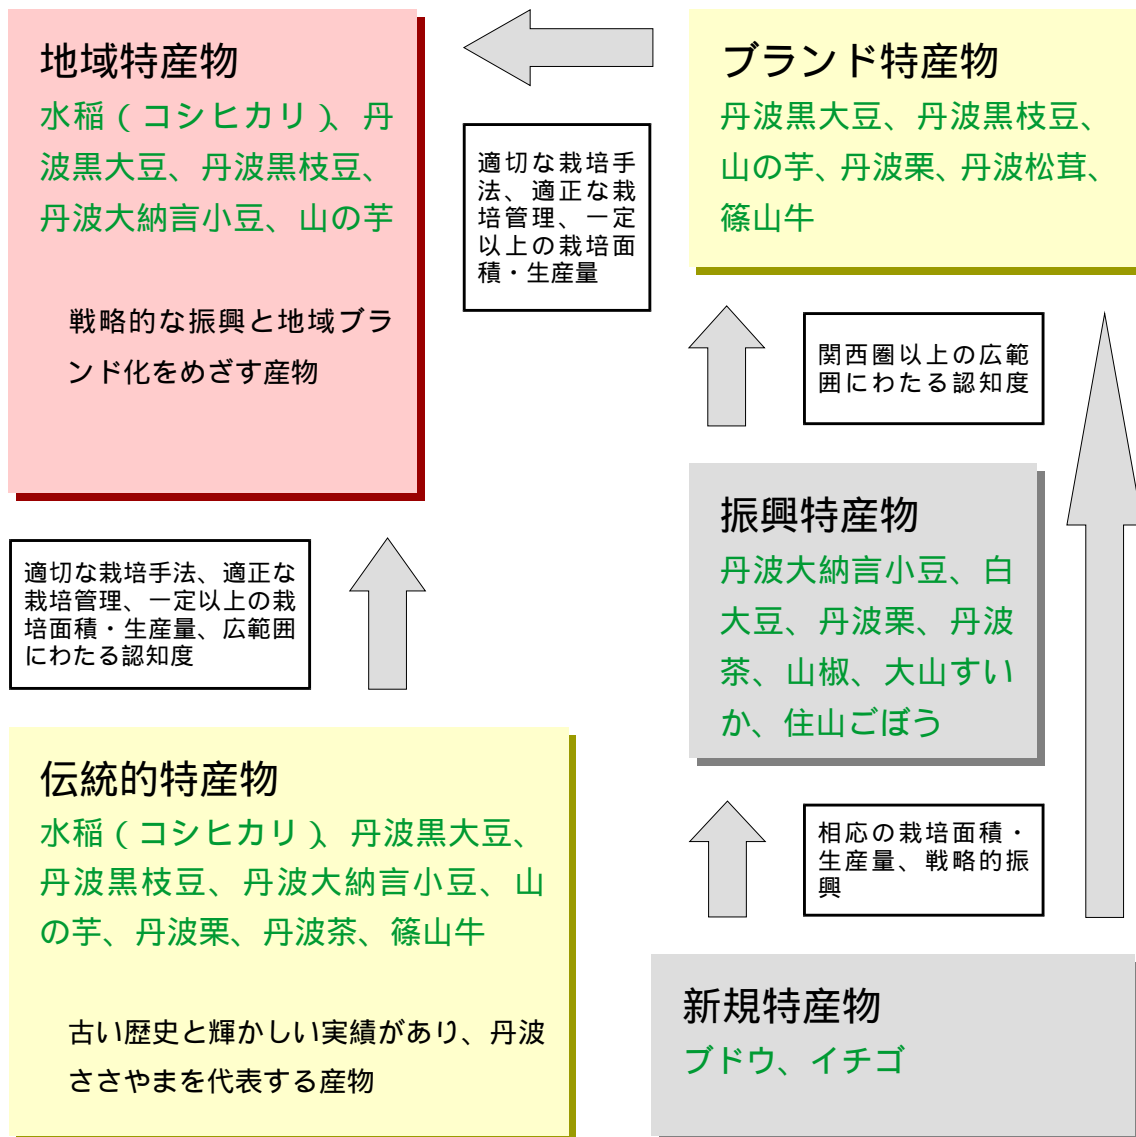 地域特産物
水稲（コシヒカリ）、丹
波黒大豆、丹波黒枝豆、
丹波大納言小豆、山の芋
戦略的な振興と地域ブラ
ンド化をめざす産物
適切な栽培手
法、適正な栽
培管理、一定
以上の栽培面
積・生産量
ブランド特産物
丹波黒大豆、丹波黒枝豆、
山の芋、丹波栗、丹波松茸、
篠山牛
関西圏以上の広範
囲にわたる認知度
振興特産物
丹波大納言小豆、白
大豆、丹波栗、丹波
茶、山椒、大山すい
か、住山ごぼう
適切な栽培手法、適正な
栽培管理、一定以上の栽
培面積・生産量、広範囲
にわたる認知度
伝統的特産物
水稲（コシヒカリ）、丹波黒大豆、
丹波黒枝豆、丹波大納言小豆、山
の芋、丹波栗、丹波茶、篠山牛
古い歴史と輝かしい実績があり、丹波
ささやまを代表する産物
相応の栽培面積・
生産量、戦略的振
興
新規特産物
ブドウ、イチゴ